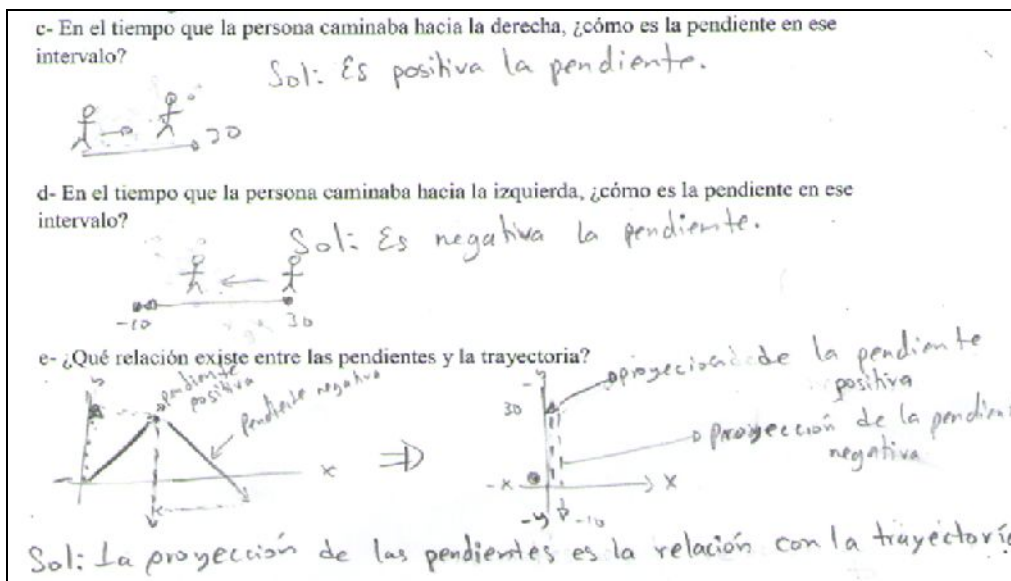 c- En el tiempo que la persona caminaba hacia la derecha, ¿cómo es la pendiente en ese
intervalo?
Sol: Es positiva la pendiente.
30
d- En el tiempo que la persona caminaba hacia la izquierda, ¿cómo es la pendiente en ese
intervalo?
Sol: Es negativa la pendiente.
-10
30
e- ¿Qué relación existe entre las pendientes y la trayectoria?
y
pendiente
positiva
Pendiente negativa
x
y
30
proyeccion de la pendiente
positiva
proyección de la pendien
negativa
-x
x
-y
-10
Sol: La proyección de las pendientes es la relación con la trayectoria